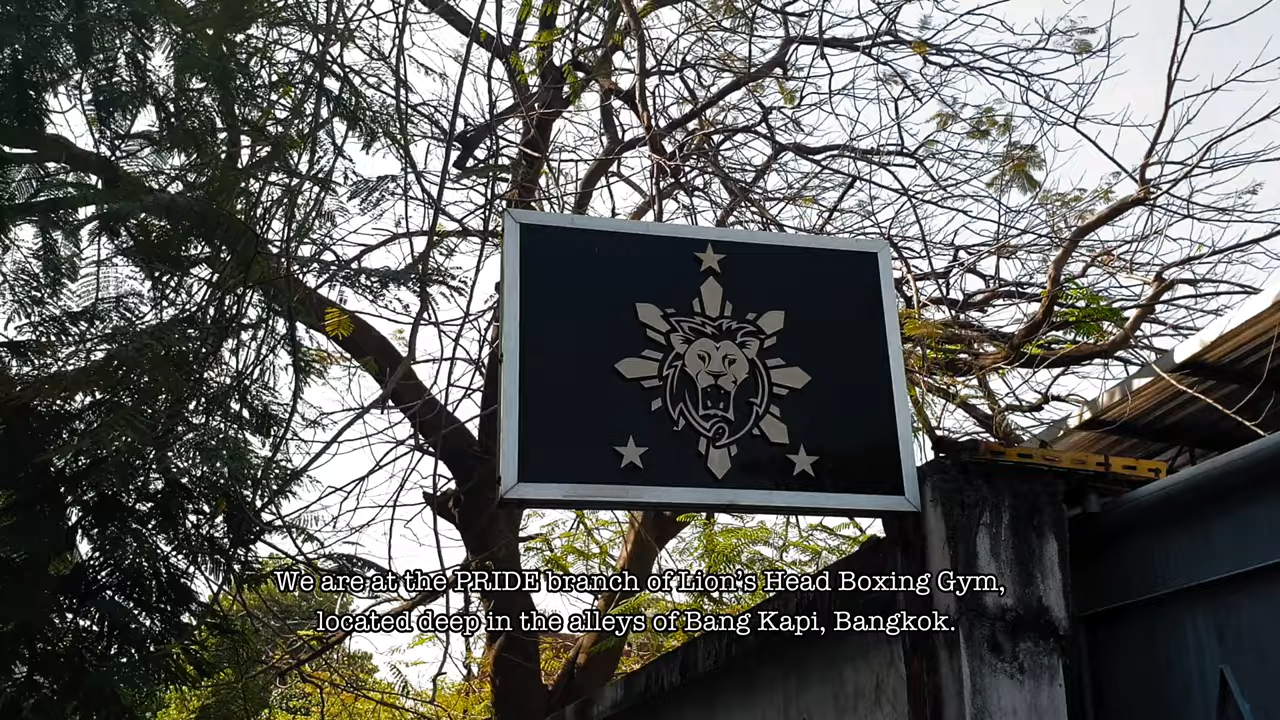 We are at the PRIDE branch of Lion's Head Boxing Gym,
located deep in the alleys of Bang Kapi, Bangkok.